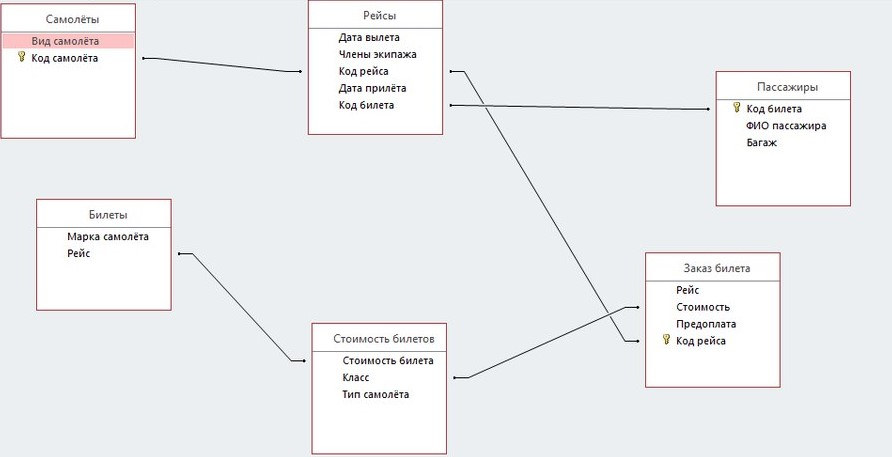 Самолёты
Вид самолёта
Код самолёта
Рейсы
Дата вылета
Члены экипажа
Код рейса
Дата прилёта
Код билета
Пассажиры
Код билета
ФИО пассажира
Багаж
Билеты
Марка самолёта
Рейс
Стоимость билетов
Стоимость билета
Класс
Тип самолёта
Заказ билета
Рейс
Стоимость
Предоплата
Код рейса